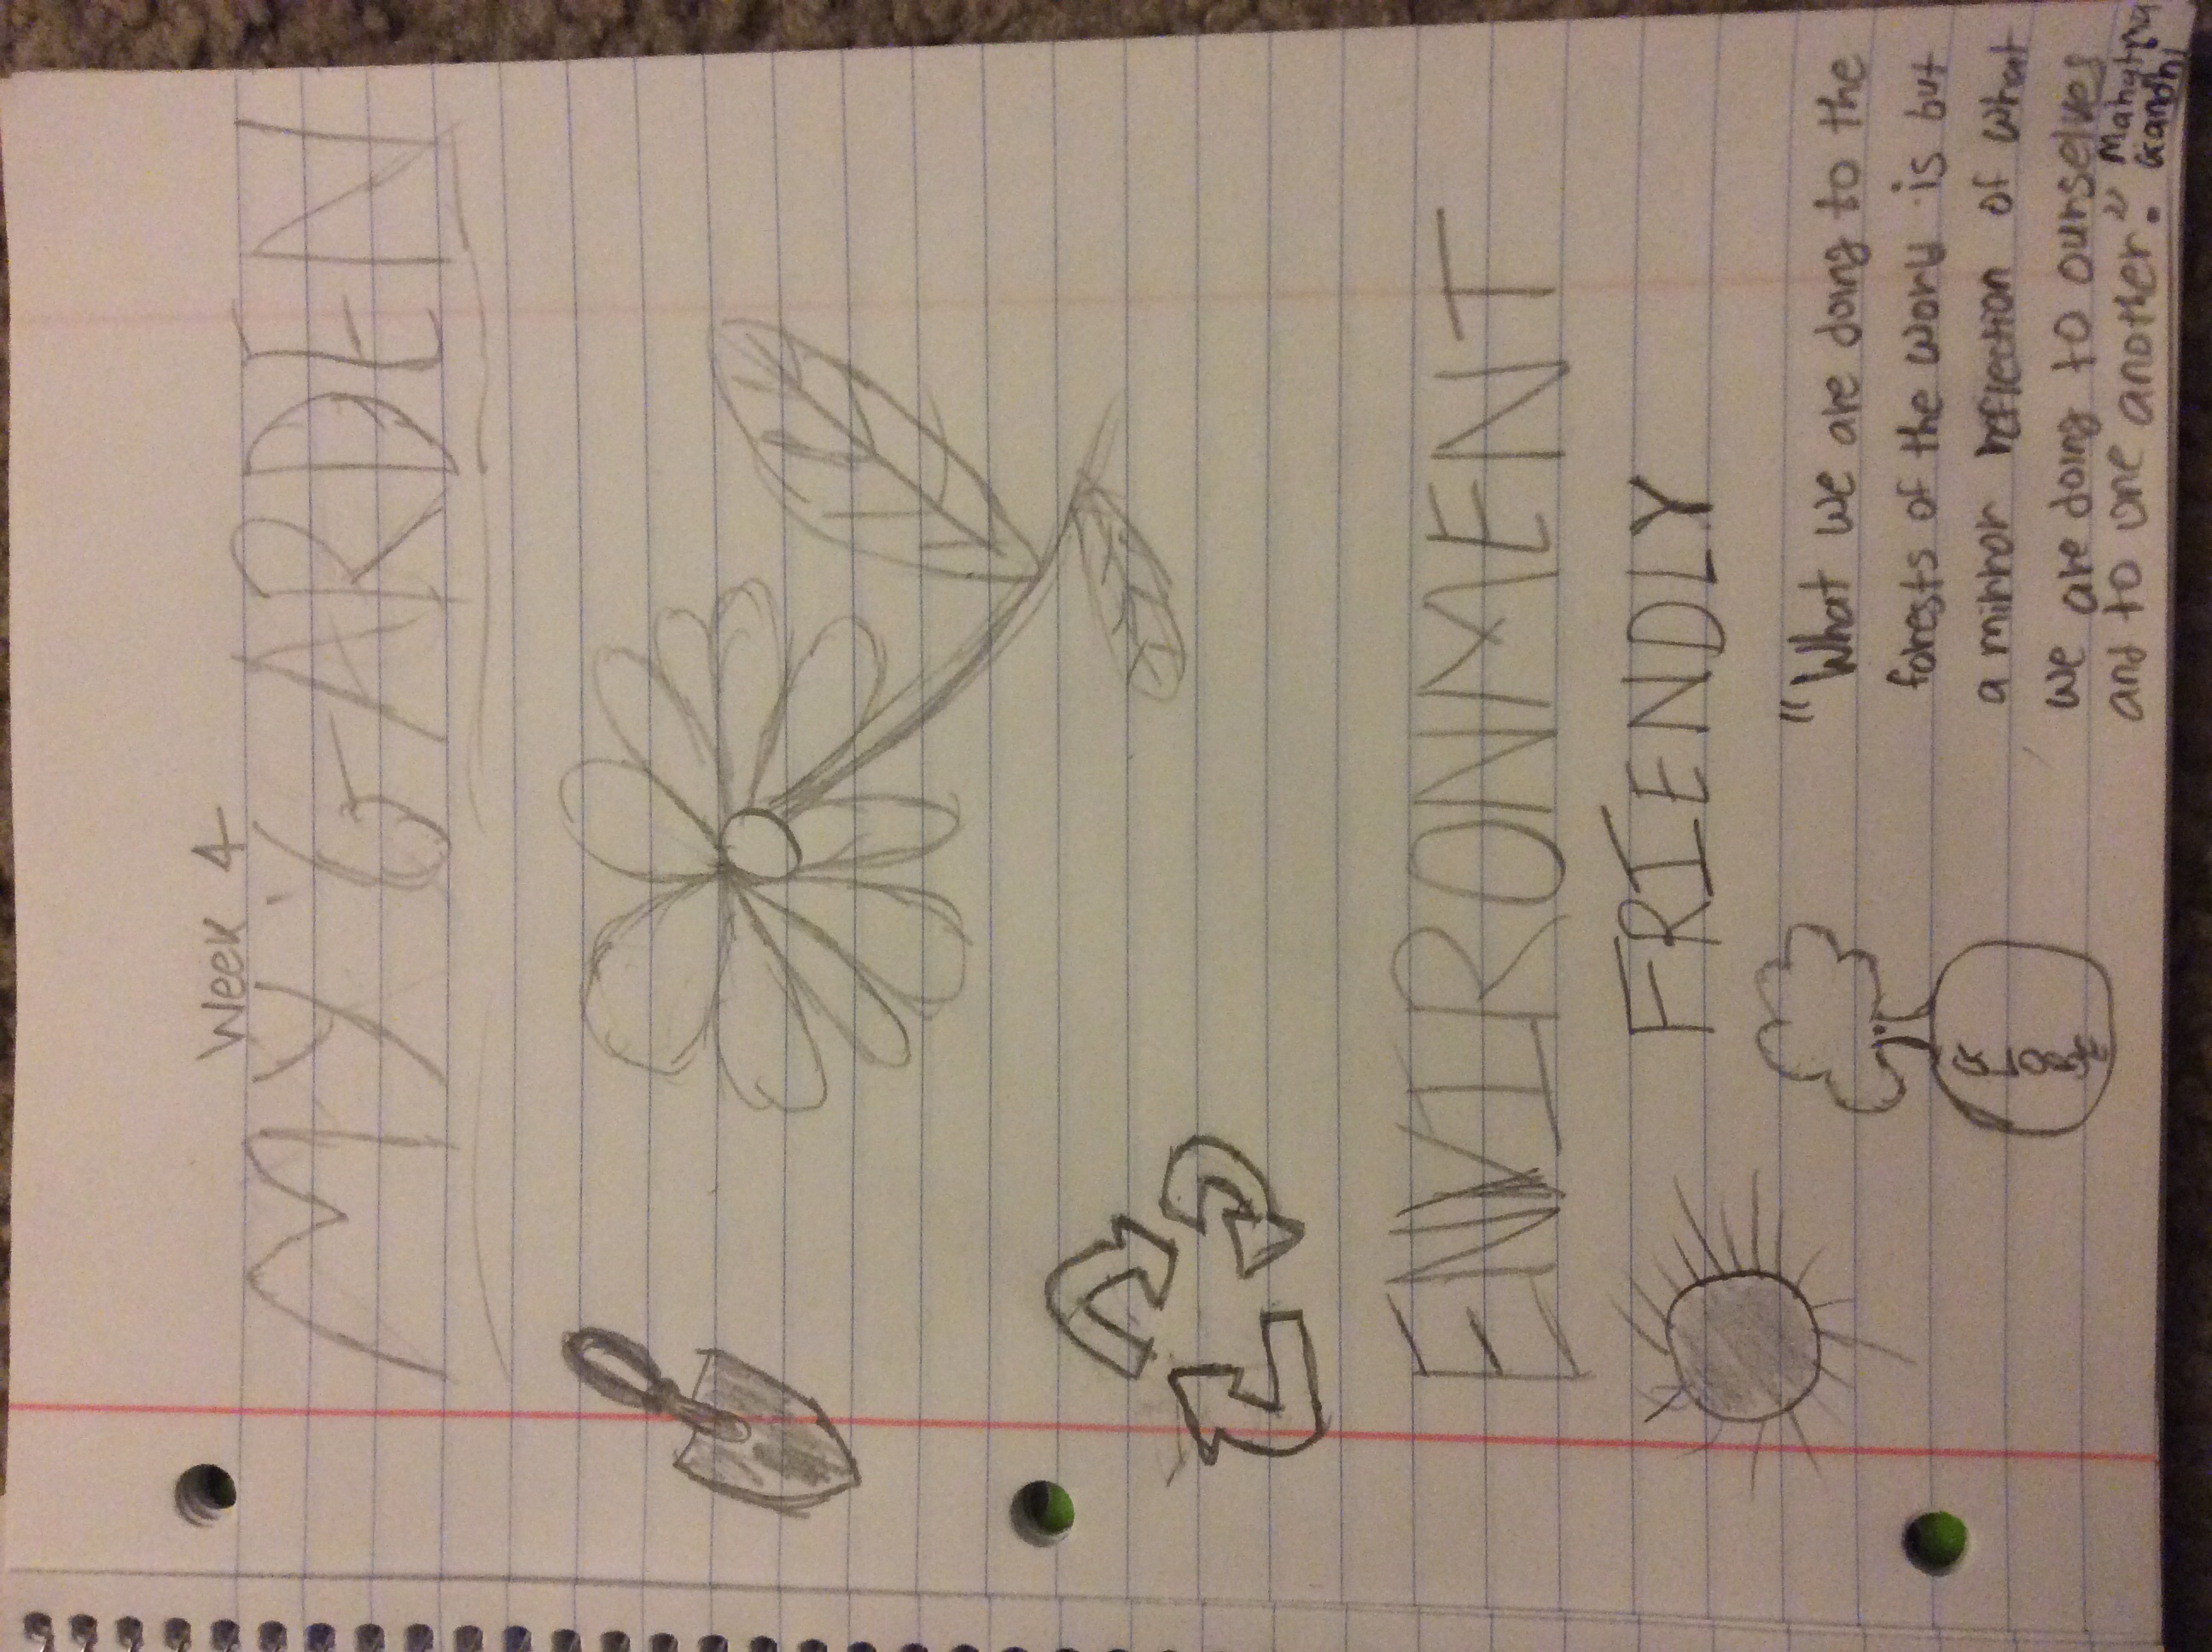 Week 4
MY GARDEN
ENVIRONMENT
FRIENDLY
"What we are doing to the
forests of the world is but
a mirror reflection of what
we are doing to ourselves
and to one another."
Mahatma
Gandhi